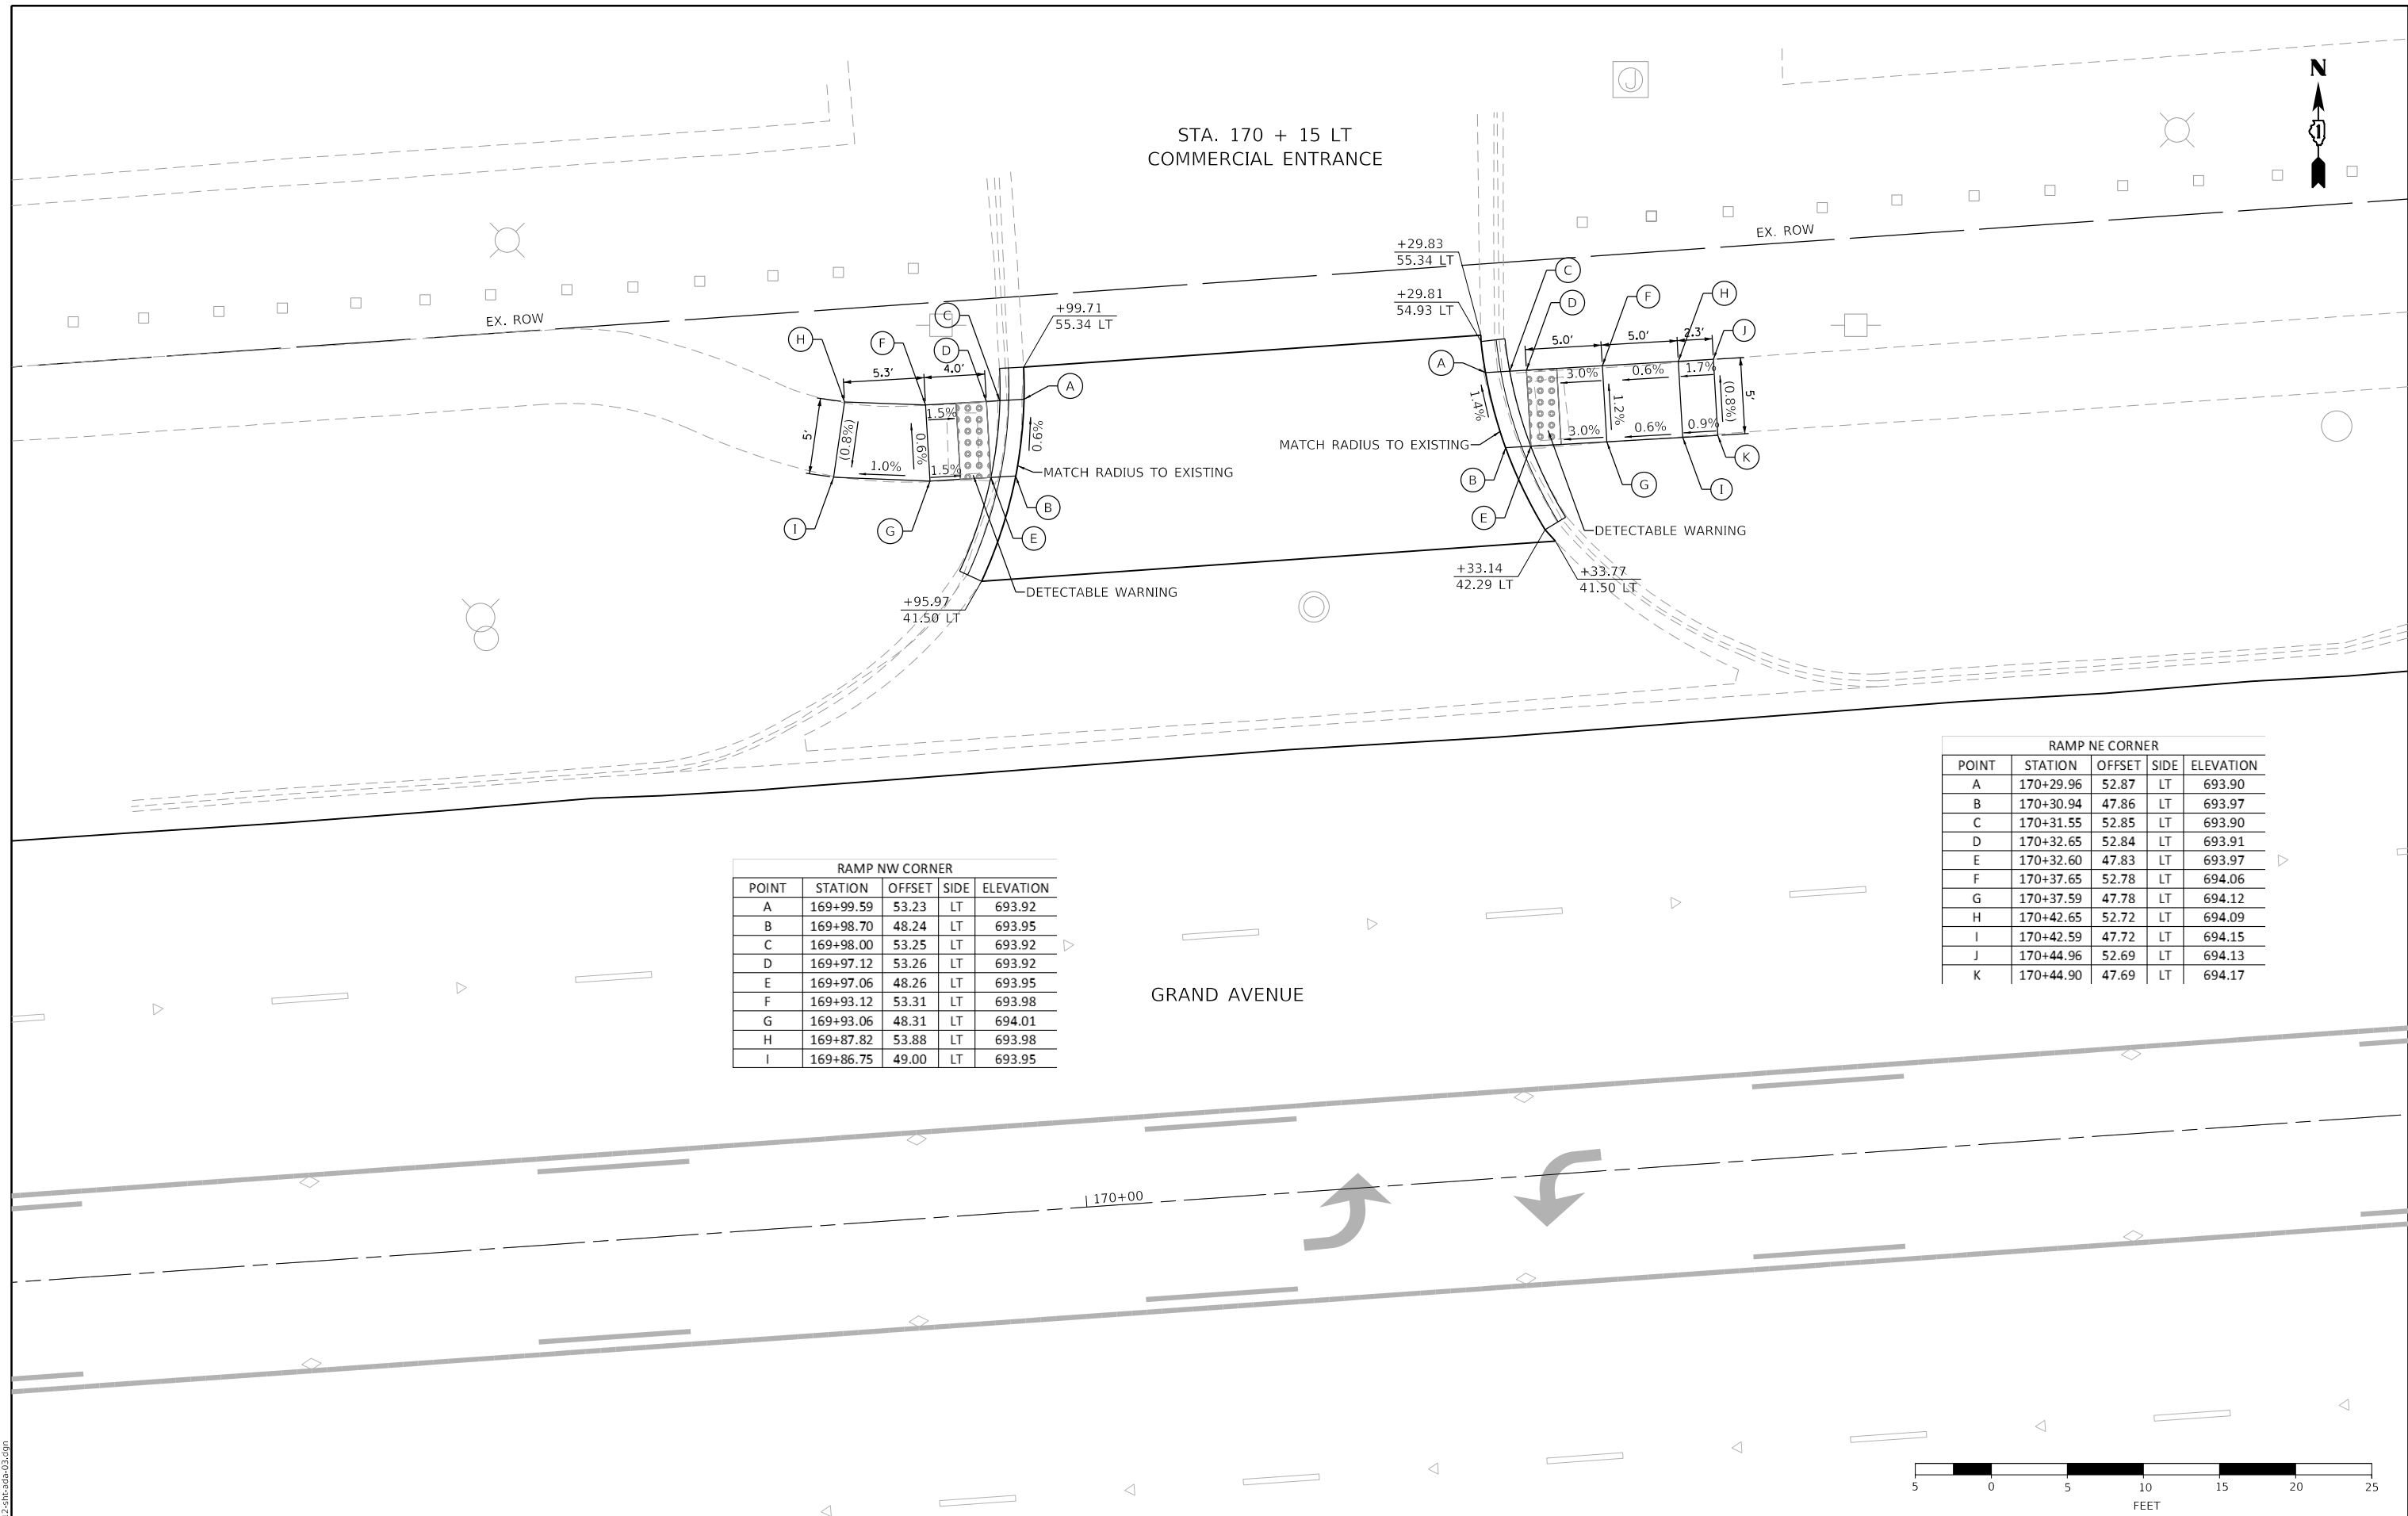 N
J
STA. 170 + 15 LT
COMMERCIAL ENTRANCE
EX. ROW
EX. ROW
+29.83
55.34 LT
+29.81
54.93 LT
+99.71
55.34 LT
H
F
C
D
A
5.3'
4.0'
5'
(0.8%)
1.0%
0.6%
1.5%
1.5%
0.6%
MATCH RADIUS TO EXISTING
B
E
G
I
DETECTABLE WARNING
+95.97
41.50 LT
C
D
F
H
J
A
5.0'
5.0'
2.3'
3.0%
0.6%
1.7%
1.4%
1.2%
(0.8%)
5'
3.0%
0.6%
0.9%
MATCH RADIUS TO EXISTING
B
E
G
I
K
DETECTABLE WARNING
+33.14
42.29 LT
+33.77
41.50 LT
RAMP NE CORNER
POINT STATION OFFSET SIDE ELEVATION
A 170+29.96 52.87 LT 693.90
B 170+30.94 47.86 LT 693.97
C 170+31.55 52.85 LT 693.90
D 170+32.65 52.84 LT 693.91
E 170+32.60 47.83 LT 693.97
F 170+37.65 52.78 LT 694.06
G 170+37.59 47.78 LT 694.12
H 170+42.65 52.72 LT 694.09
I 170+42.59 47.72 LT 694.15
J 170+44.96 52.69 LT 694.13
K 170+44.90 47.69 LT 694.17
RAMP NW CORNER
POINT STATION OFFSET SIDE ELEVATION
A 169+99.59 53.23 LT 693.92
B 169+98.70 48.24 LT 693.95
C 169+98.00 53.25 LT 693.92
D 169+97.12 53.26 LT 693.92
E 169+97.06 48.26 LT 693.95
F 169+93.12 53.31 LT 693.98
G 169+93.06 48.31 LT 694.01
H 169+87.82 53.88 LT 693.98
I 169+86.75 49.00 LT 693.95
GRAND AVENUE
170+00
5 0 5 10 15 20 25
FEET
2-sht-ada-03.dgn